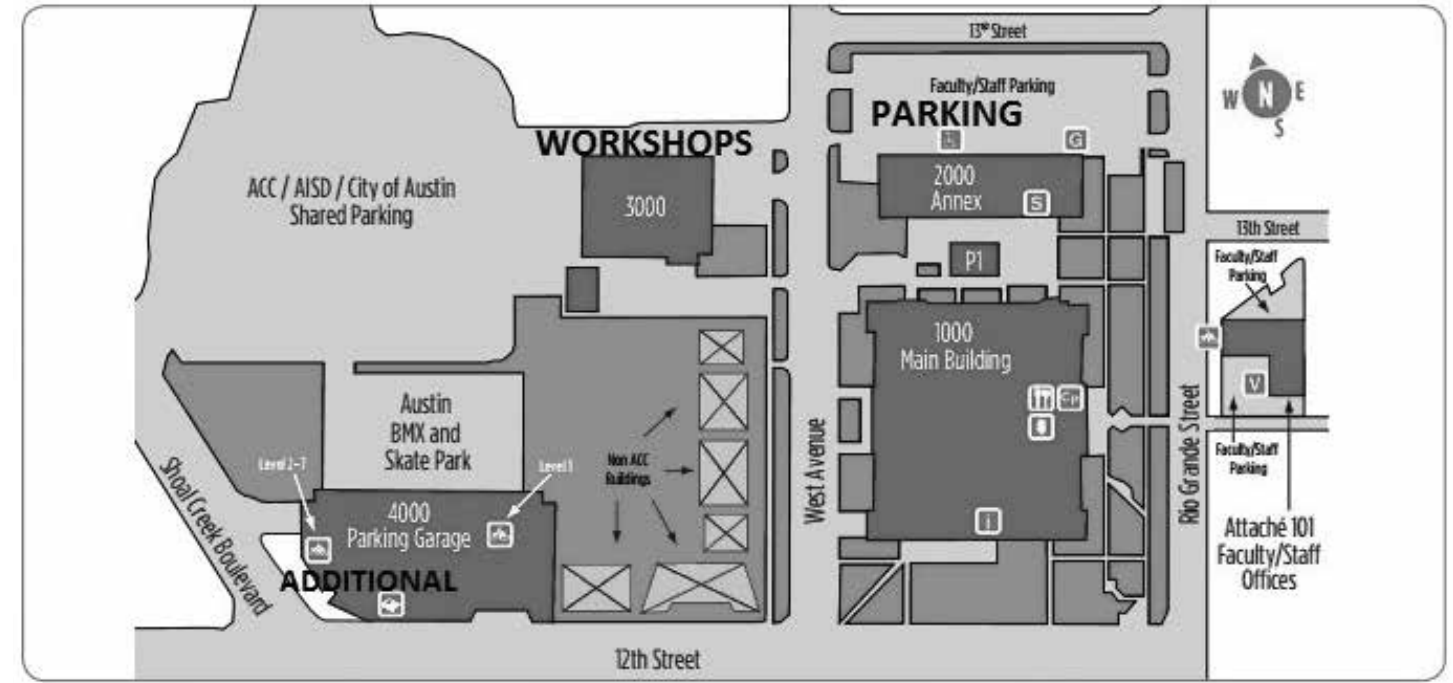 13th Street
Faculty/Staff Parking
PARKING
N
W
E
S
WORKSHOPS
L
G
2000
Annex
S
ACC / AISD / City of Austin
Shared Parking
3000
13th Street
P1
Faculty/Staff
Parking
1000
Main Building
V
Austin
BMX and
Skate Park
Level 2-7
Level 1
Non ACC
Buildings
Faculty/Staff
Parking
4000
Parking Garage
i
Attaché 101
Faculty/Staff
Offices
ADDITIONAL
Shoal Creek Boulevard
West Avenue
Rio Grande Street
12th Street